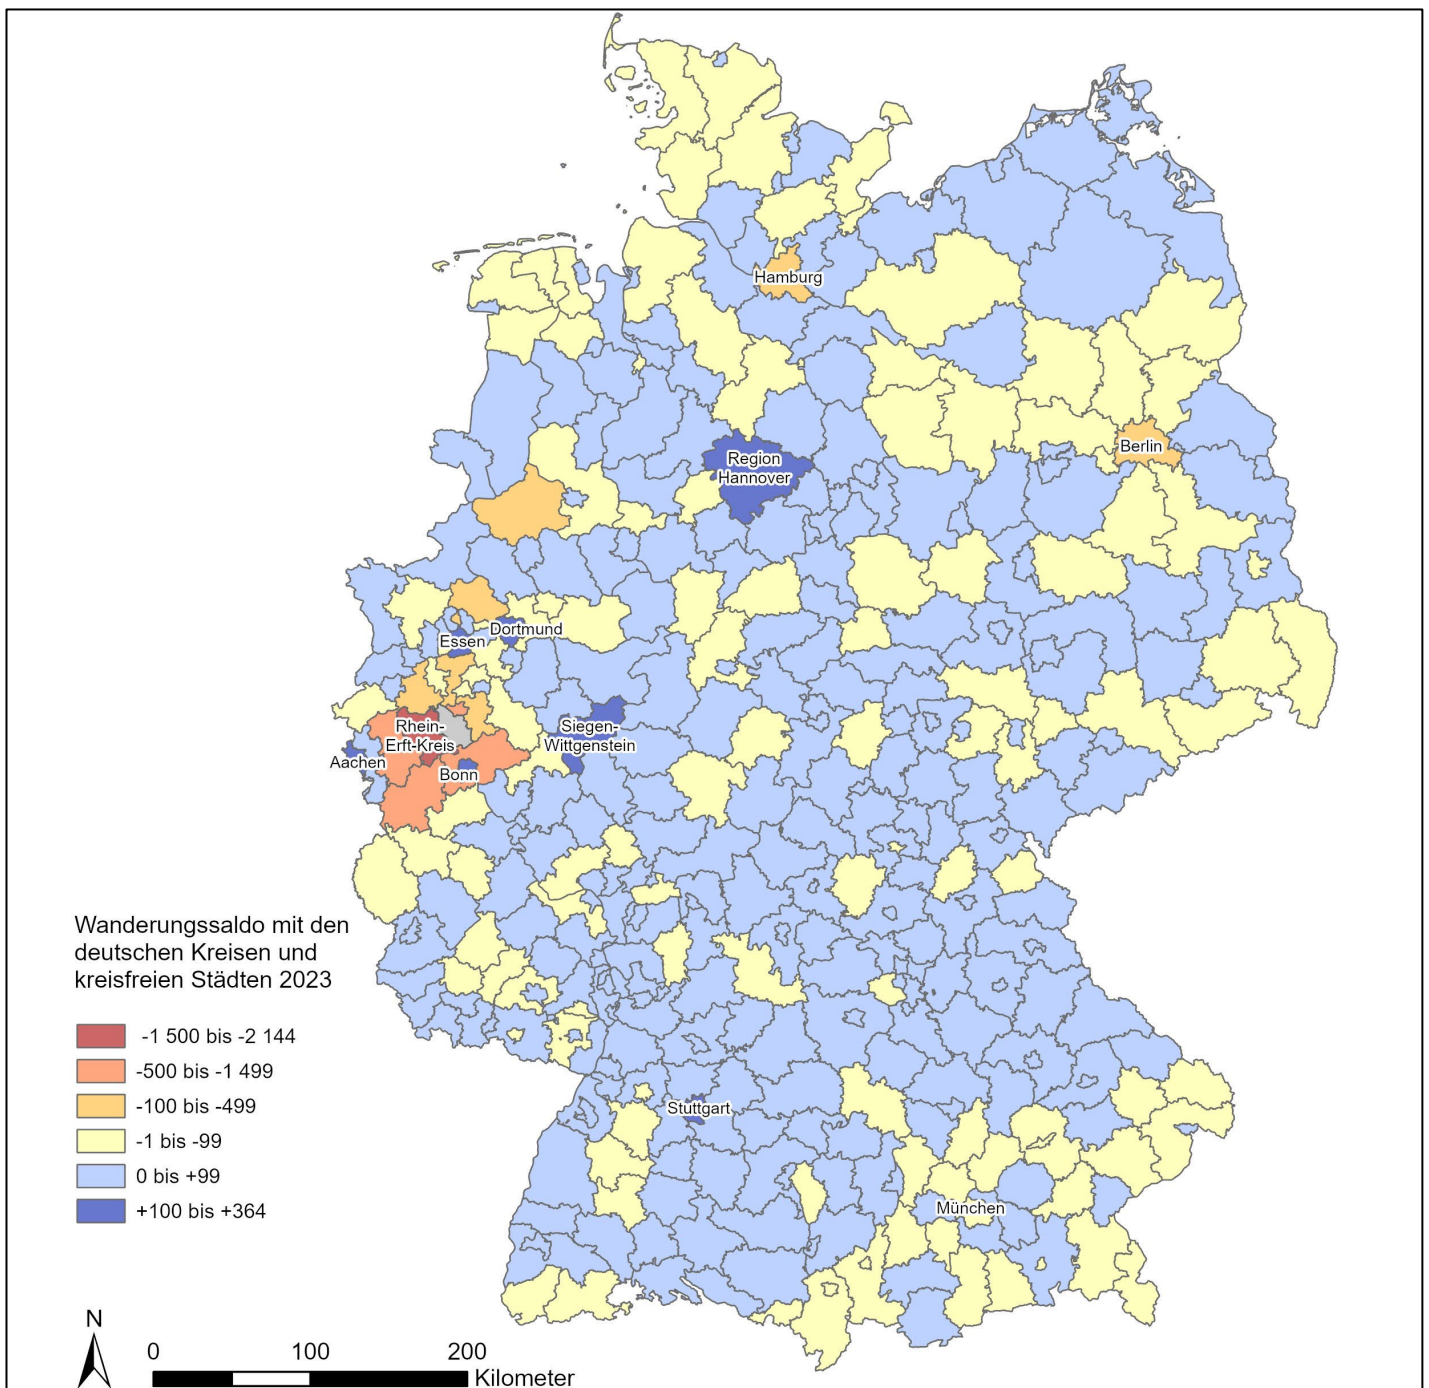 Hamburg
Berlin
Region
Hannover
Dortmund
Essen
Siegen-
Wittgenstein
Rhein-
Erft-Kreis
Aachen
Bonn
Stuttgart
München
Wanderungssaldo mit den
deutschen Kreisen und
kreisfreien Städten 2023
-1 500 bis -2 144
-500 bis -1 499
-100 bis -499
-1 bis -99
0 bis +99
+100 bis +364
N
0 100 200
Kilometer